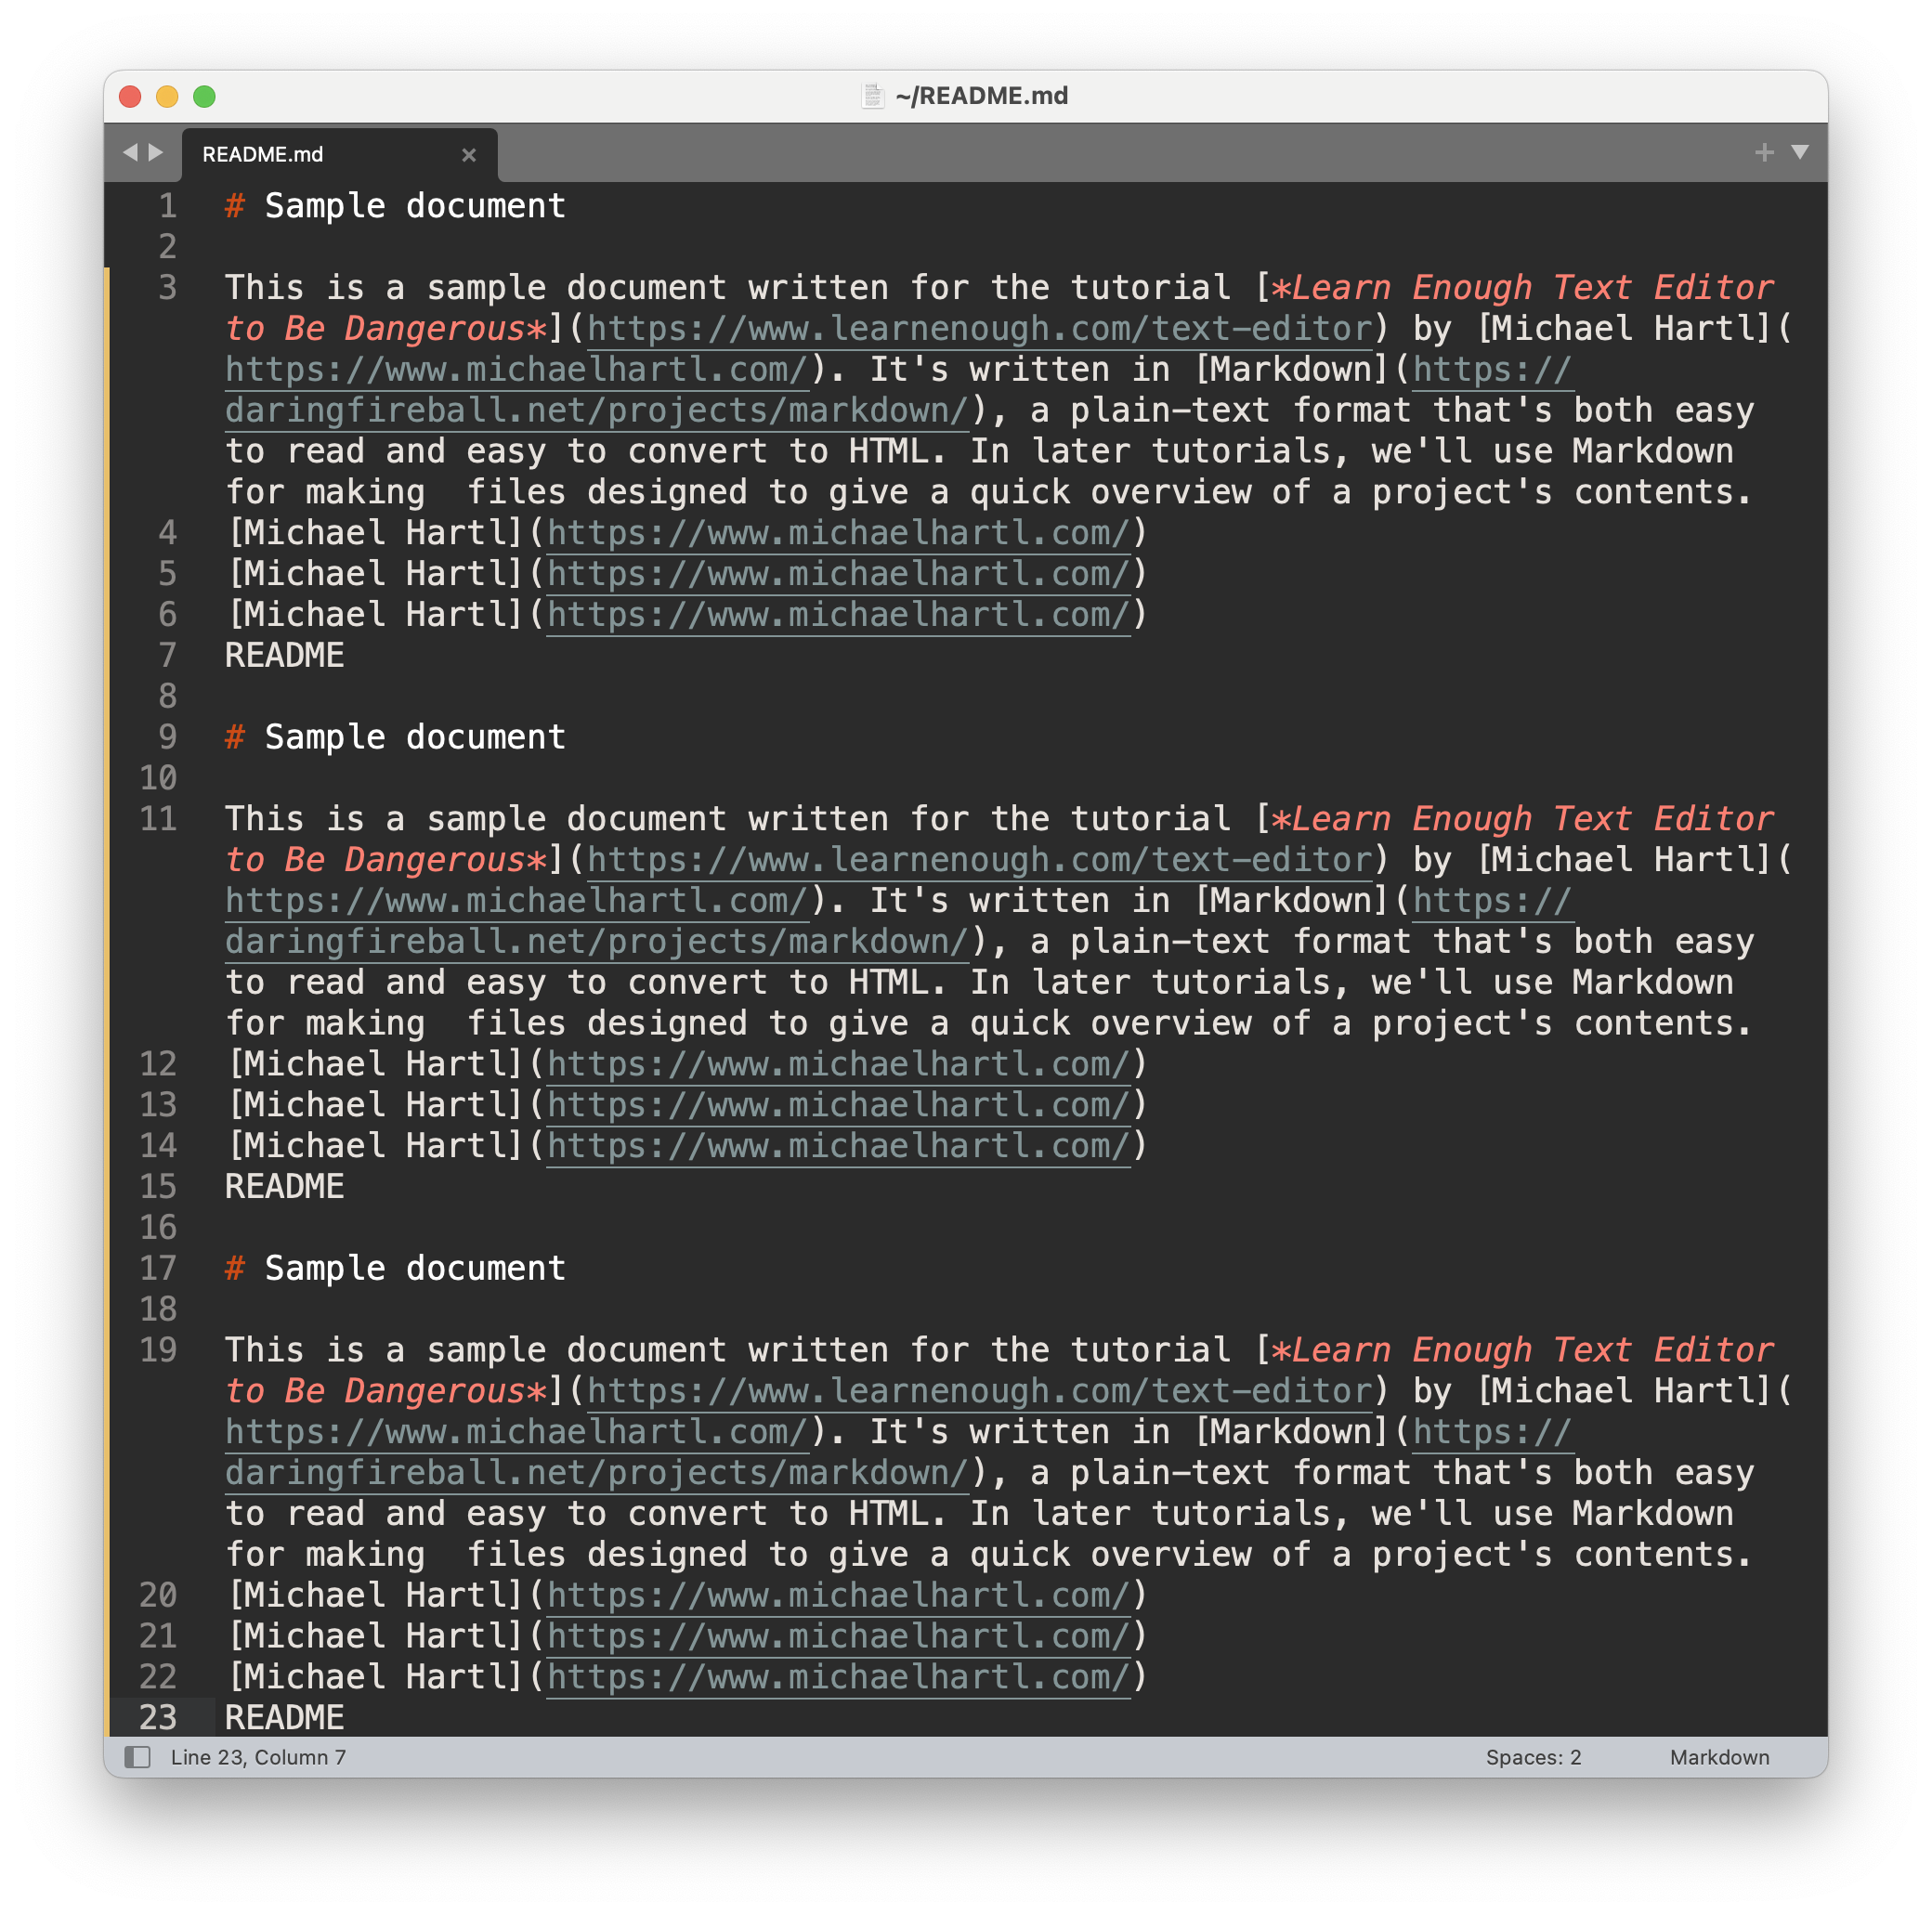 ~/README.md
README.md
1 # Sample document
2
3 This is a sample document written for the tutorial [*Learn Enough Text Editor
to Be Dangerous*](https://www.learnenough.com/text-editor) by [Michael Hartl](
https://www.michaelhartl.com/). It's written in [Markdown](https://
daringfireball.net/projects/markdown/), a plain-text format that's both easy
to read and easy to convert to HTML. In later tutorials, we'll use Markdown
for making  files designed to give a quick overview of a project's contents.
4 [Michael Hartl](https://www.michaelhartl.com/)
5 [Michael Hartl](https://www.michaelhartl.com/)
6 [Michael Hartl](https://www.michaelhartl.com/)
7 README
8
9 # Sample document
10
11 This is a sample document written for the tutorial [*Learn Enough Text Editor
to Be Dangerous*](https://www.learnenough.com/text-editor) by [Michael Hartl](
https://www.michaelhartl.com/). It's written in [Markdown](https://
daringfireball.net/projects/markdown/), a plain-text format that's both easy
to read and easy to convert to HTML. In later tutorials, we'll use Markdown
for making  files designed to give a quick overview of a project's contents.
12 [Michael Hartl](https://www.michaelhartl.com/)
13 [Michael Hartl](https://www.michaelhartl.com/)
14 [Michael Hartl](https://www.michaelhartl.com/)
15 README
16
17 # Sample document
18
19 This is a sample document written for the tutorial [*Learn Enough Text Editor
to Be Dangerous*](https://www.learnenough.com/text-editor) by [Michael Hartl](
https://www.michaelhartl.com/). It's written in [Markdown](https://
daringfireball.net/projects/markdown/), a plain-text format that's both easy
to read and easy to convert to HTML. In later tutorials, we'll use Markdown
for making  files designed to give a quick overview of a project's contents.
20 [Michael Hartl](https://www.michaelhartl.com/)
21 [Michael Hartl](https://www.michaelhartl.com/)
22 [Michael Hartl](https://www.michaelhartl.com/)
23 README
Line 23, Column 7 Spaces: 2 Markdown